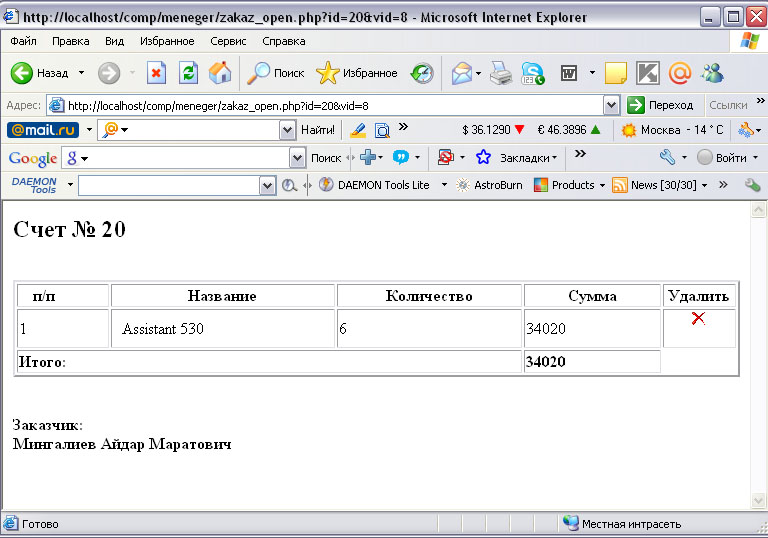 http://localhost/comp/meneger/zakaz_open.php?id=20&vid=8 - Microsoft Internet Explorer
Файл Правка Вид Избранное Сервис Справка
Назад Поиск Избранное
Адрес: http://localhost/comp/meneger/zakaz_open.php?id=20&vid=8 Переход Ссылки »
@mail.ru @ Найти! » $ 36.1290 € 46.3896 Москва - 14 ° C
Google g Поиск Закладки » Войти
DAEMON Tools DAEMON Tools Lite AstroBurn Products News [30/30] »
Счет № 20
п/п Название Количество Сумма Удалить
1 Assistant 530 6 34020
Итого: 34020
Заказчик:
Мингалиев Айдар Маратович
Готово Местная интрасеть